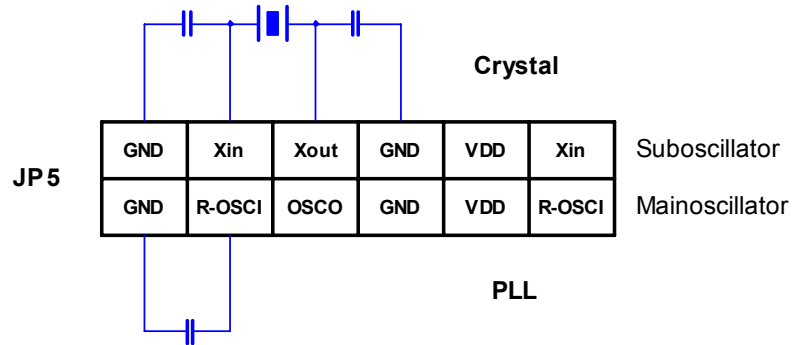 Crystal
GND Xin Xout GND VDD Xin Suboscillator
JP5
GND R-OSCI OSCO GND VDD R-OSCI Mainoscillator
PLL